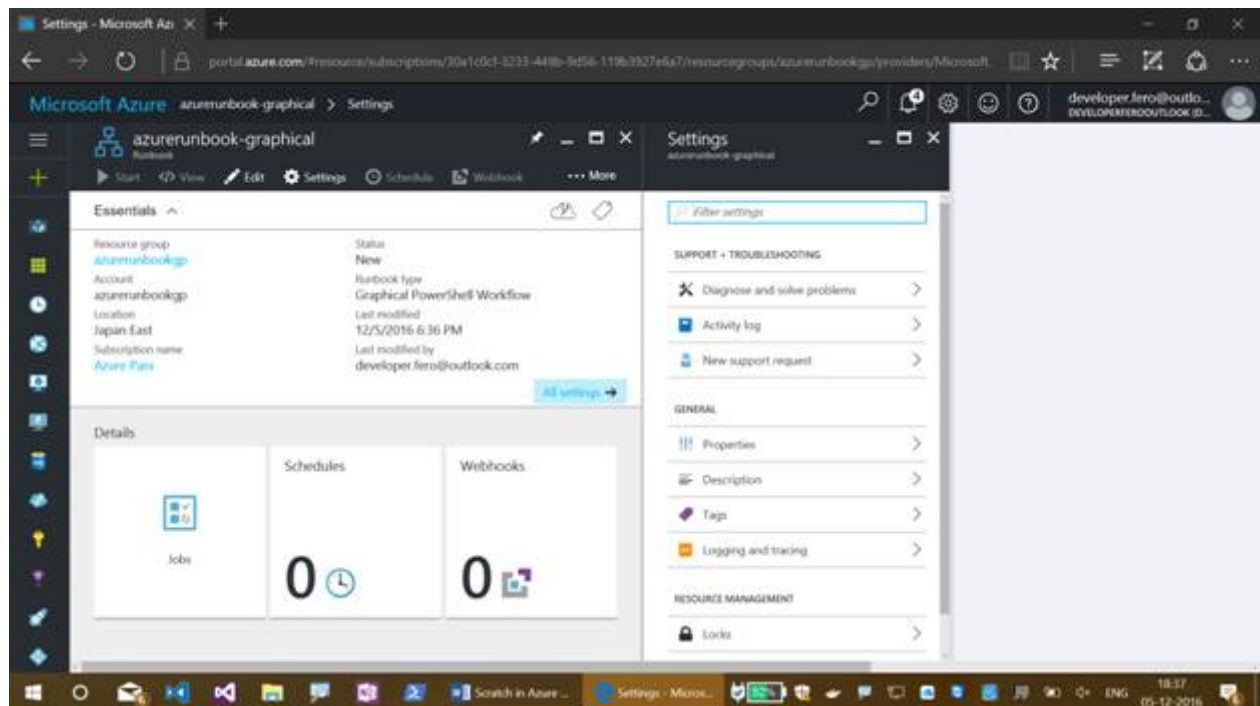 Settings - Microsoft Azu
portal.azure.com/
Microsoft Azure azurerunbook-graphical > Settings
4
developer.fero@outlo...
azurerunbook-graphical
Runbook
Start
View
Edit
Settings
Schedule
Webhook
More
Essentials
Resource group
azurerunbookgp
Account
azurerunbookgp
Location
Japan East
Subscription name
Azure Pass
Status
New
Runbook type
Graphical PowerShell Workflow
Last modified
12/5/2016 6:36 PM
Last modified by
developer.fero@outlook.com
All settings
Details
Jobs
Schedules
0
Webhooks
0
Settings
azurerunbook-graphical
Filter settings
SUPPORT + TROUBLESHOOTING
Diagnose and solve problems
Activity log
New support request
GENERAL
Properties
Description
Tags
Logging and tracing
RESOURCE MANAGEMENT
Locks
Scratch in Azure ...
Settings - Micros...
ENG
18:37
05-12-2016